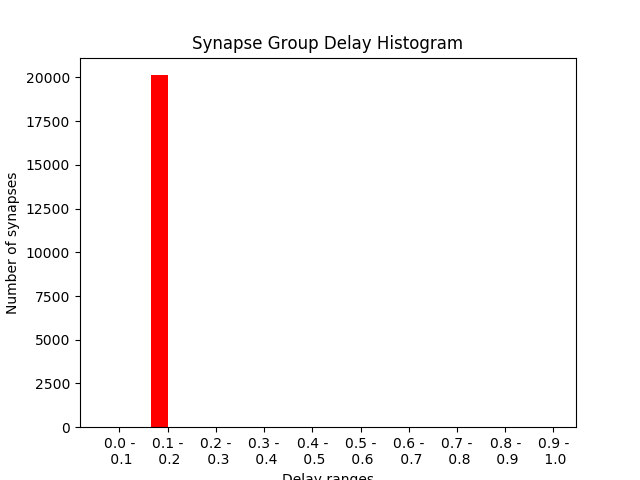 Synapse Group Delay Histogram
20000
17500
15000
12500
10000
7500
5000
2500
0
Number of synapses
0.0 - 0.1 - 0.2 - 0.3 - 0.4 - 0.5 - 0.6 - 0.7 - 0.8 - 0.9 -
0.1 0.2 0.3 0.4 0.5 0.6 0.7 0.8 0.9 1.0
Delay ranges